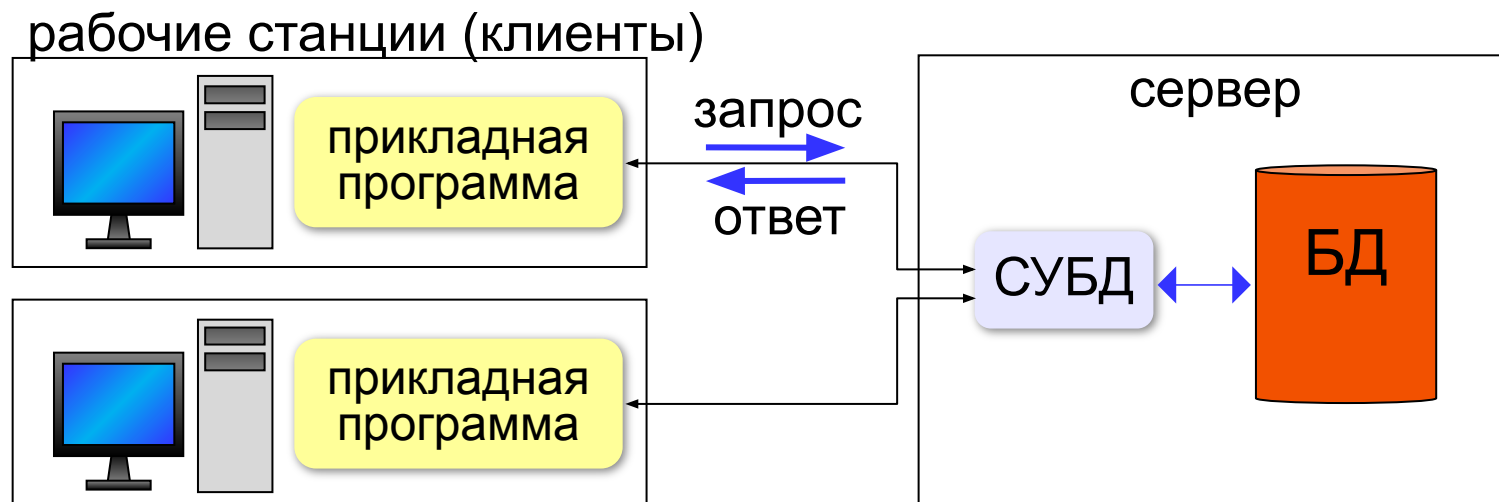 рабочие станции (клиенты)
прикладная
программа
запрос
ответ
сервер
СУБД
БД
прикладная
программа